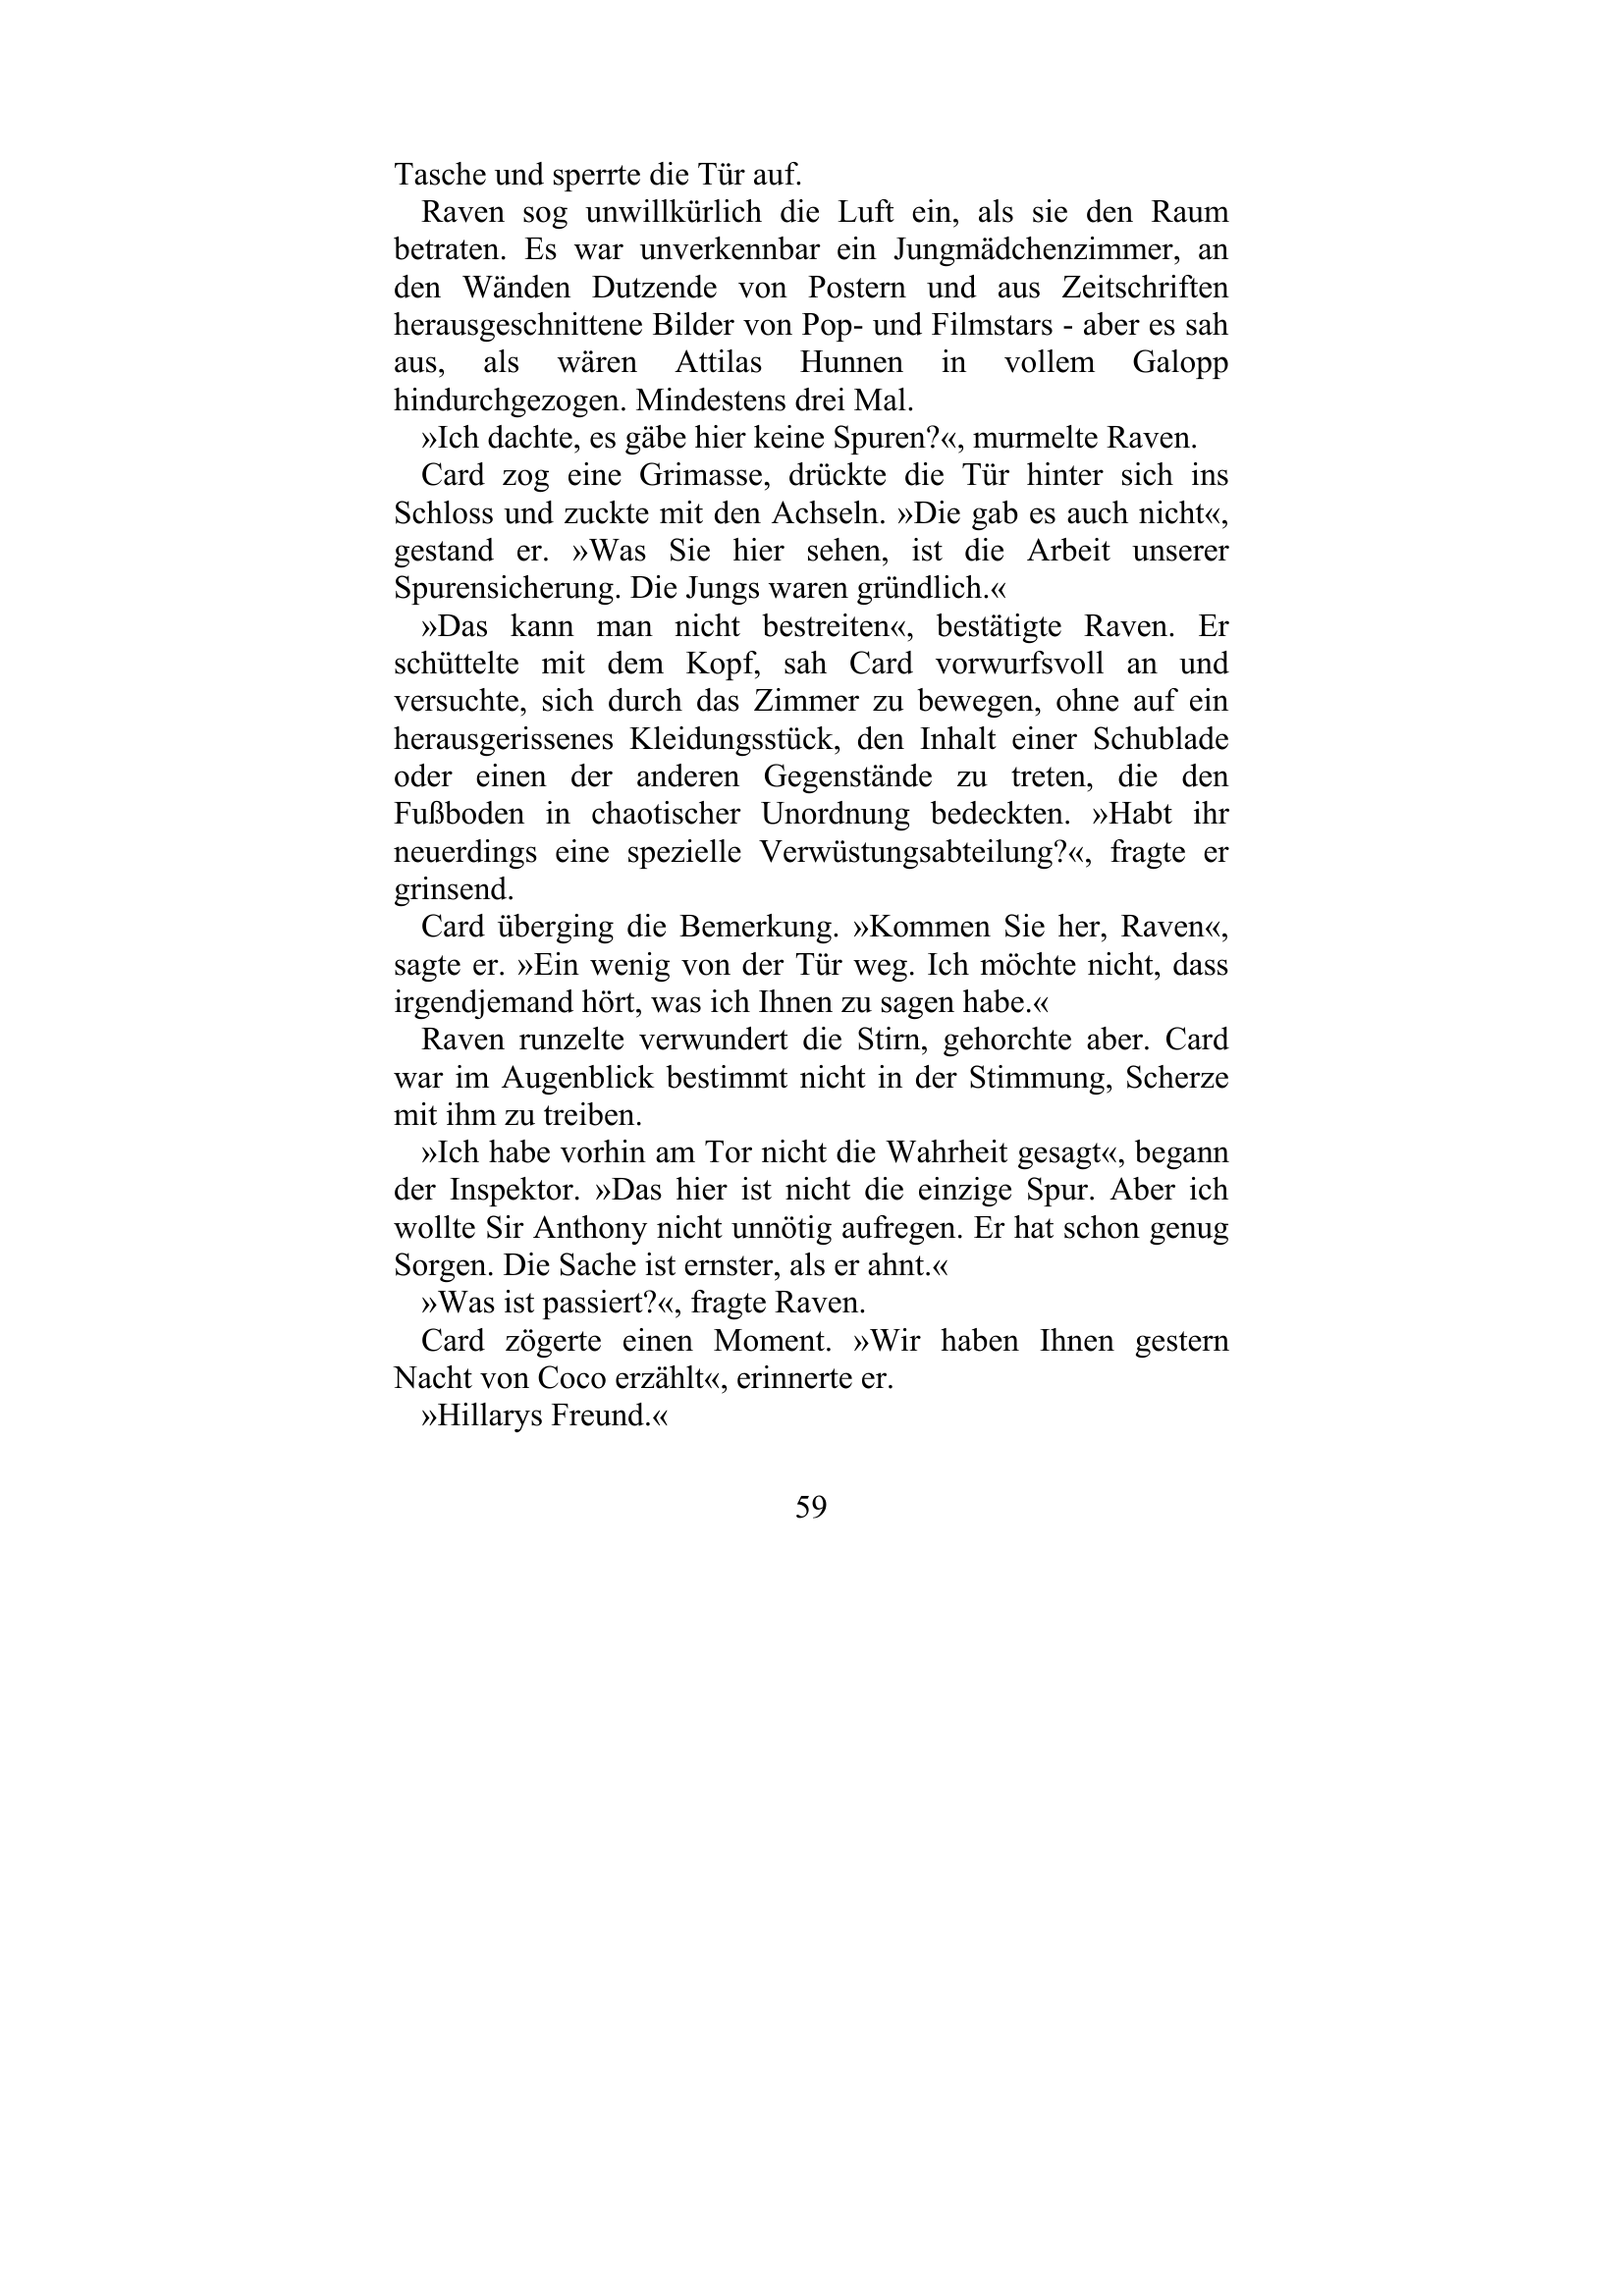 Tasche und sperrte die Tür auf.
Raven sog unwillkürlich die Luft ein, als sie den Raum
betraten. Es war unverkennbar ein Jungmädchenzimmer, an
den Wänden Dutzende von Postern und aus Zeitschriften
herausgeschnittene Bilder von Pop- und Filmstars - aber es sah
aus, als wären Attilas Hunnen in vollem Galopp
hindurchgezogen. Mindestens drei Mal.
»Ich dachte, es gäbe hier keine Spuren?«, murmelte Raven.
Card zog eine Grimasse, drückte die Tür hinter sich ins
Schloss und zuckte mit den Achseln. »Die gab es auch nicht«,
gestand er. »Was Sie hier sehen, ist die Arbeit unserer
Spurensicherung. Die Jungs waren gründlich.«
»Das kann man nicht bestreiten«, bestätigte Raven. Er
schüttelte mit dem Kopf, sah Card vorwurfsvoll an und
versuchte, sich durch das Zimmer zu bewegen, ohne auf ein
herausgerissenes Kleidungsstück, den Inhalt einer Schublade
oder einen der anderen Gegenstände zu treten, die den
Fußboden in chaotischer Unordnung bedeckten. »Habt ihr
neuerdings eine spezielle Verwüstungsabteilung?«, fragte er
grinsend.
Card überging die Bemerkung. »Kommen Sie her, Raven«,
sagte er. »Ein wenig von der Tür weg. Ich möchte nicht, dass
irgendjemand hört, was ich Ihnen zu sagen habe.«
Raven runzelte verwundert die Stirn, gehorchte aber. Card
war im Augenblick bestimmt nicht in der Stimmung, Scherze
mit ihm zu treiben.
»Ich habe vorhin am Tor nicht die Wahrheit gesagt«, begann
der Inspektor. »Das hier ist nicht die einzige Spur. Aber ich
wollte Sir Anthony nicht unnötig aufregen. Er hat schon genug
Sorgen. Die Sache ist ernster, als er ahnt.«
»Was ist passiert?«, fragte Raven.
Card zögerte einen Moment. »Wir haben Ihnen gestern
Nacht von Coco erzählt«, erinnerte er.
»Hillarys Freund.«
59